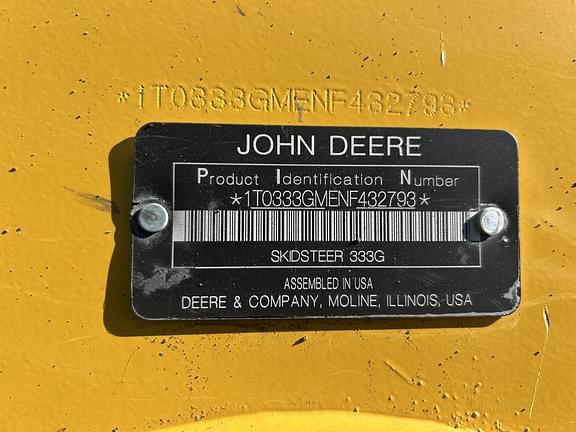 *1T0333GMENF432793*
JOHN DEERE
Product Identification Number
*1T0333GMENF432793*
SKIDSTEER 333G
ASSEMBLED IN USA
DEERE & COMPANY, MOLINE, ILLINOIS, USA